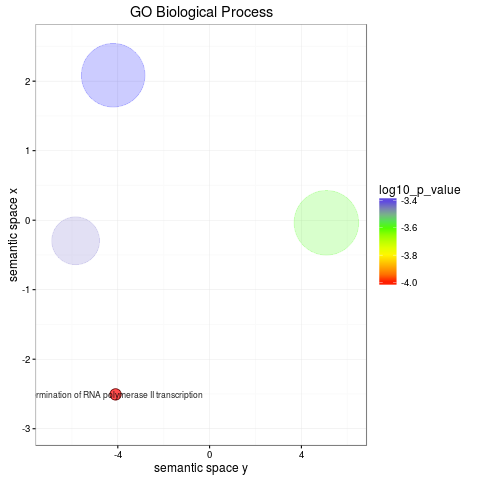 GO Biological Process
semantic space x
2
1
0
-1
-2
-3
rmination of RNA polymerase II transcription
-4
0
4
semantic space y
log10_p_value
-3.4
-3.6
-3.8
-4.0